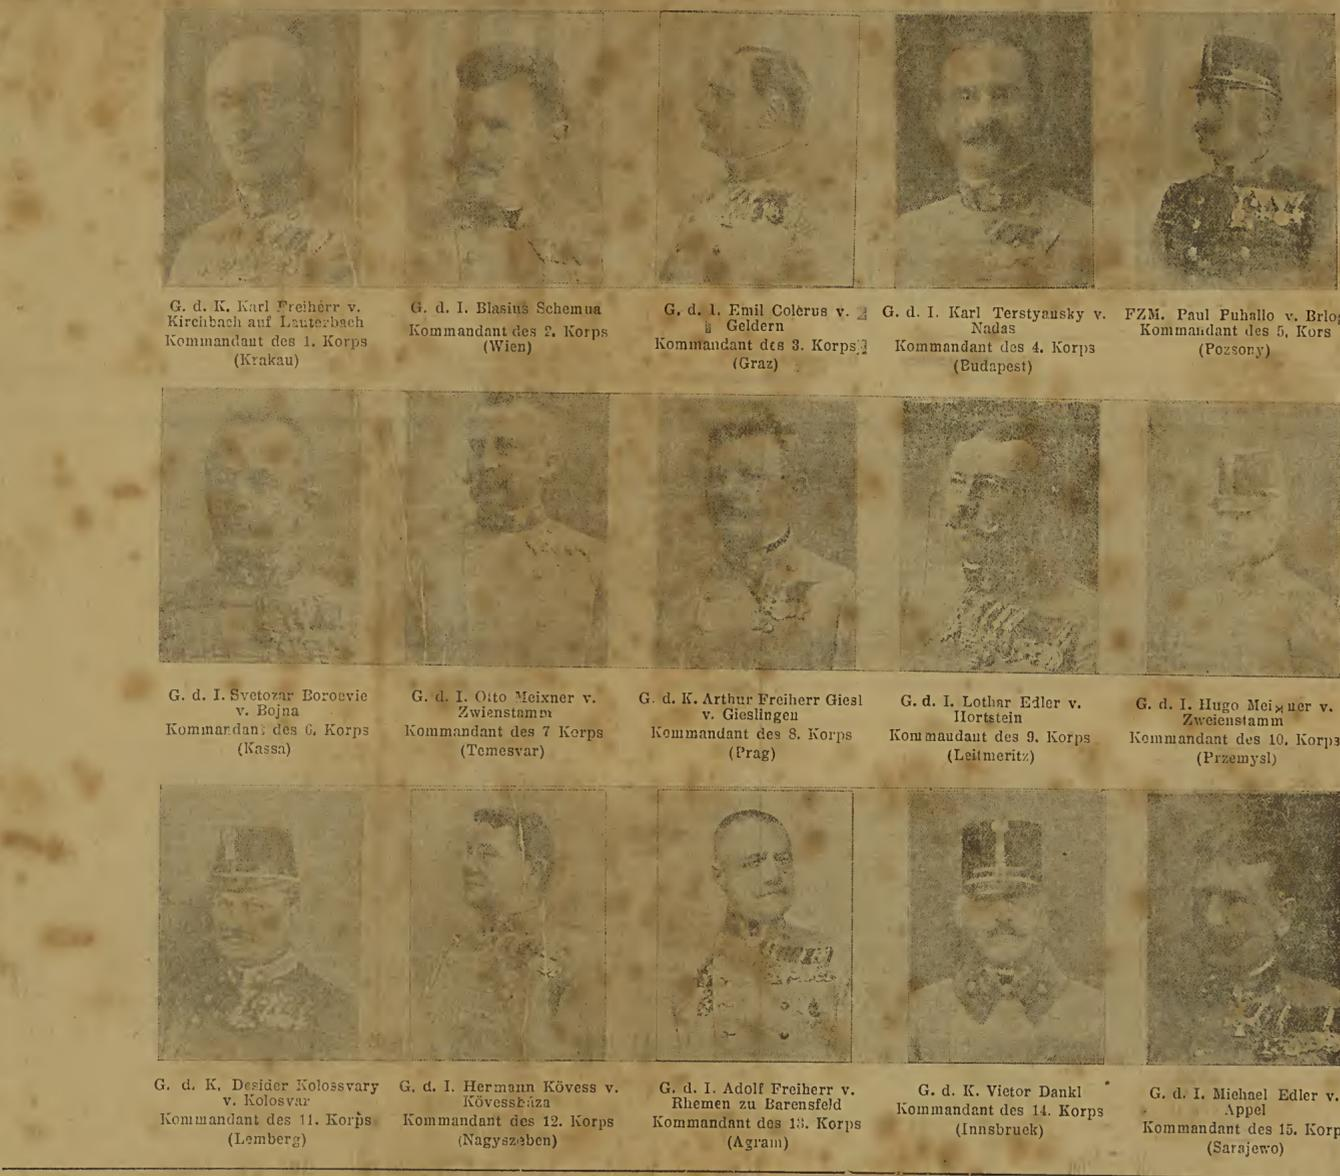 G. d. K. Karl Freiherr v.
Kirchbach auf Lauterbach
Kommandant des 1. Korps
(Krakau)
G. d. I. Blasius Schemua
Kommandant des 2. Korps
(Wien)
G. d. I. Emil Colerus v.
Geldern
Kommandant des 3. Korps
(Graz)
G. d. I. Karl Terstyansky v.
Nadas
Kommandant des 4. Korps
(Budapest)
FZM. Paul Puhallo v. Brlog
Kommandant des 5. Kors
(Pozsony)
G. d. I. Svetozar Boroevic
v. Bojna
Kommandant des 6. Korps
(Kassa)
G. d. I. Otto Meixner v.
Zwienstamm
Kommandant des 7 Korps
(Temesvar)
G. d. K. Arthur Freiherr Giesl
v. Gieslingen
Kommandant des 8. Korps
(Prag)
G. d. I. Lothar Edler v.
Hortstein
Kommandant des 9. Korps
(Leitmeritz)
G. d. I. Hugo Meixner v.
Zweienstamm
Kommandant des 10. Korps
(Przemysl)
G. d. K. Desider Kolossvary
v. Kolosvar
Kommandant des 11. Korps
(Lemberg)
G. d. I. Hermann Kövess v.
Kövessháza
Kommandant des 12. Korps
(Nagyszeben)
G. d. I. Adolf Freiherr v.
Rhemen zu Barensfeld
Kommandant des 13. Korps
(Agram)
G. d. K. Victor Dankl
Kommandant des 14. Korps
(Innsbruck)
G. d. I. Michael Edler v.
Appel
Kommandant des 15. Korp
(Sarajewo)